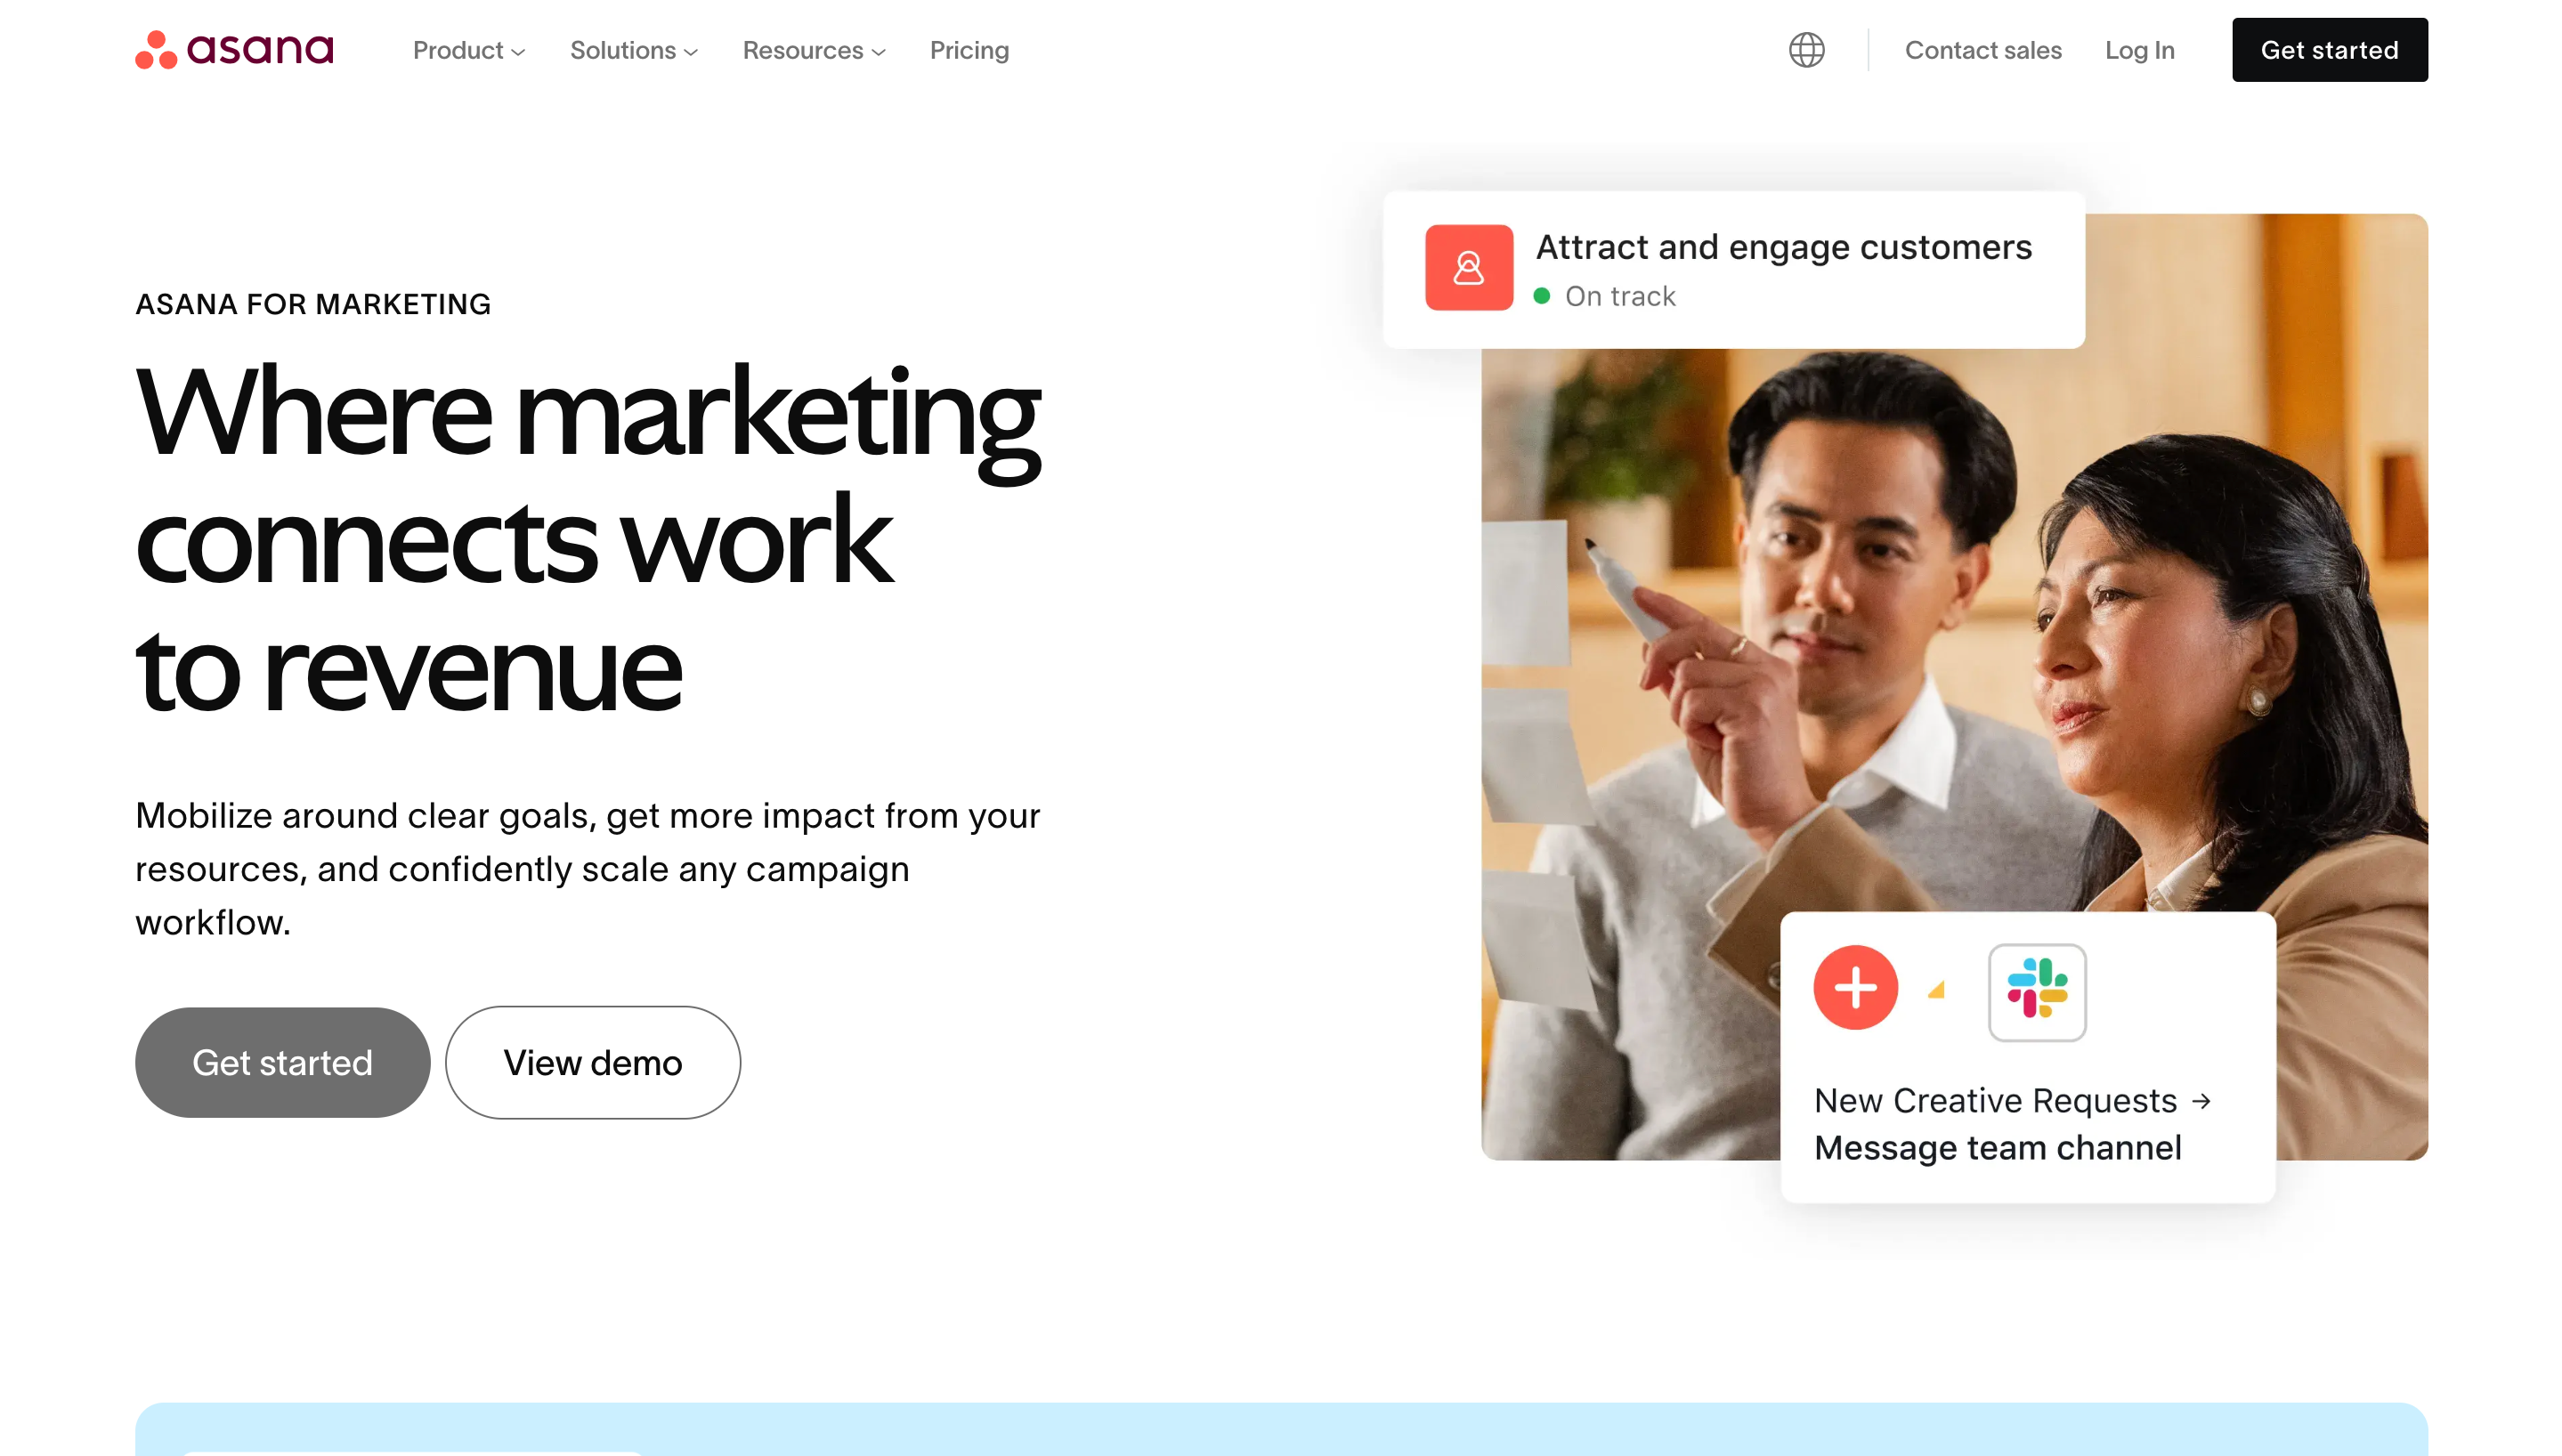 asana
Product
Solutions
Resources
Pricing
Contact sales
Log In
Get started
ASANA FOR MARKETING
Where marketing
connects work
to revenue
Mobilize around clear goals, get more impact from your
resources, and confidently scale any campaign
workflow.
Get started
View demo
Attract and engage customers
On track
New Creative Requests →
Message team channel